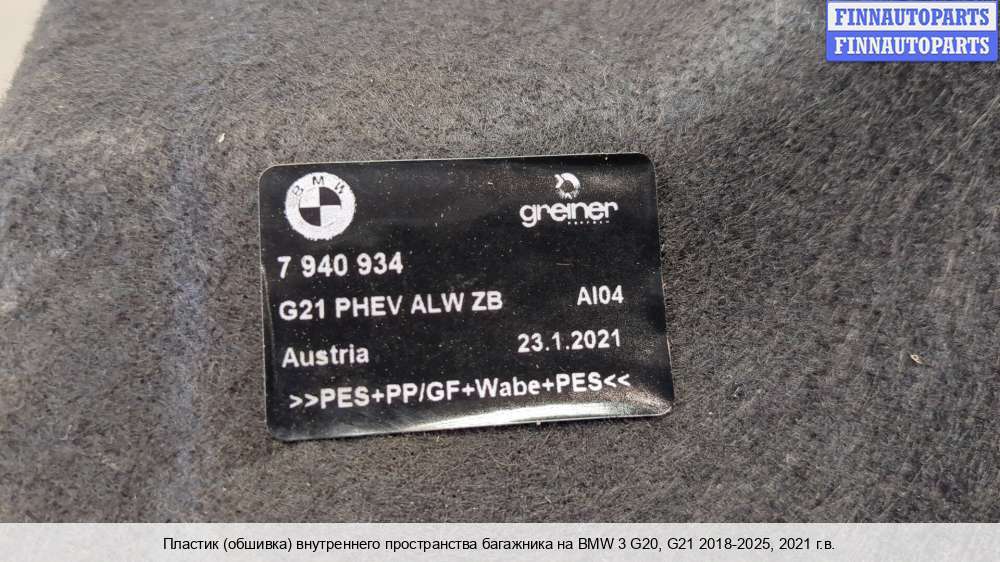 FINNAUTOPARTS
FINNAUTOPARTS
BMW
greiner
7 940 934
G21 PHEV ALW ZB AI04
Austria 23.1.2021
>>PES+PP/GF+Wabe+PES<<
Пластик (обшивка) внутреннего пространства багажника на BMW 3 G20, G21 2018-2025, 2021 г.в.